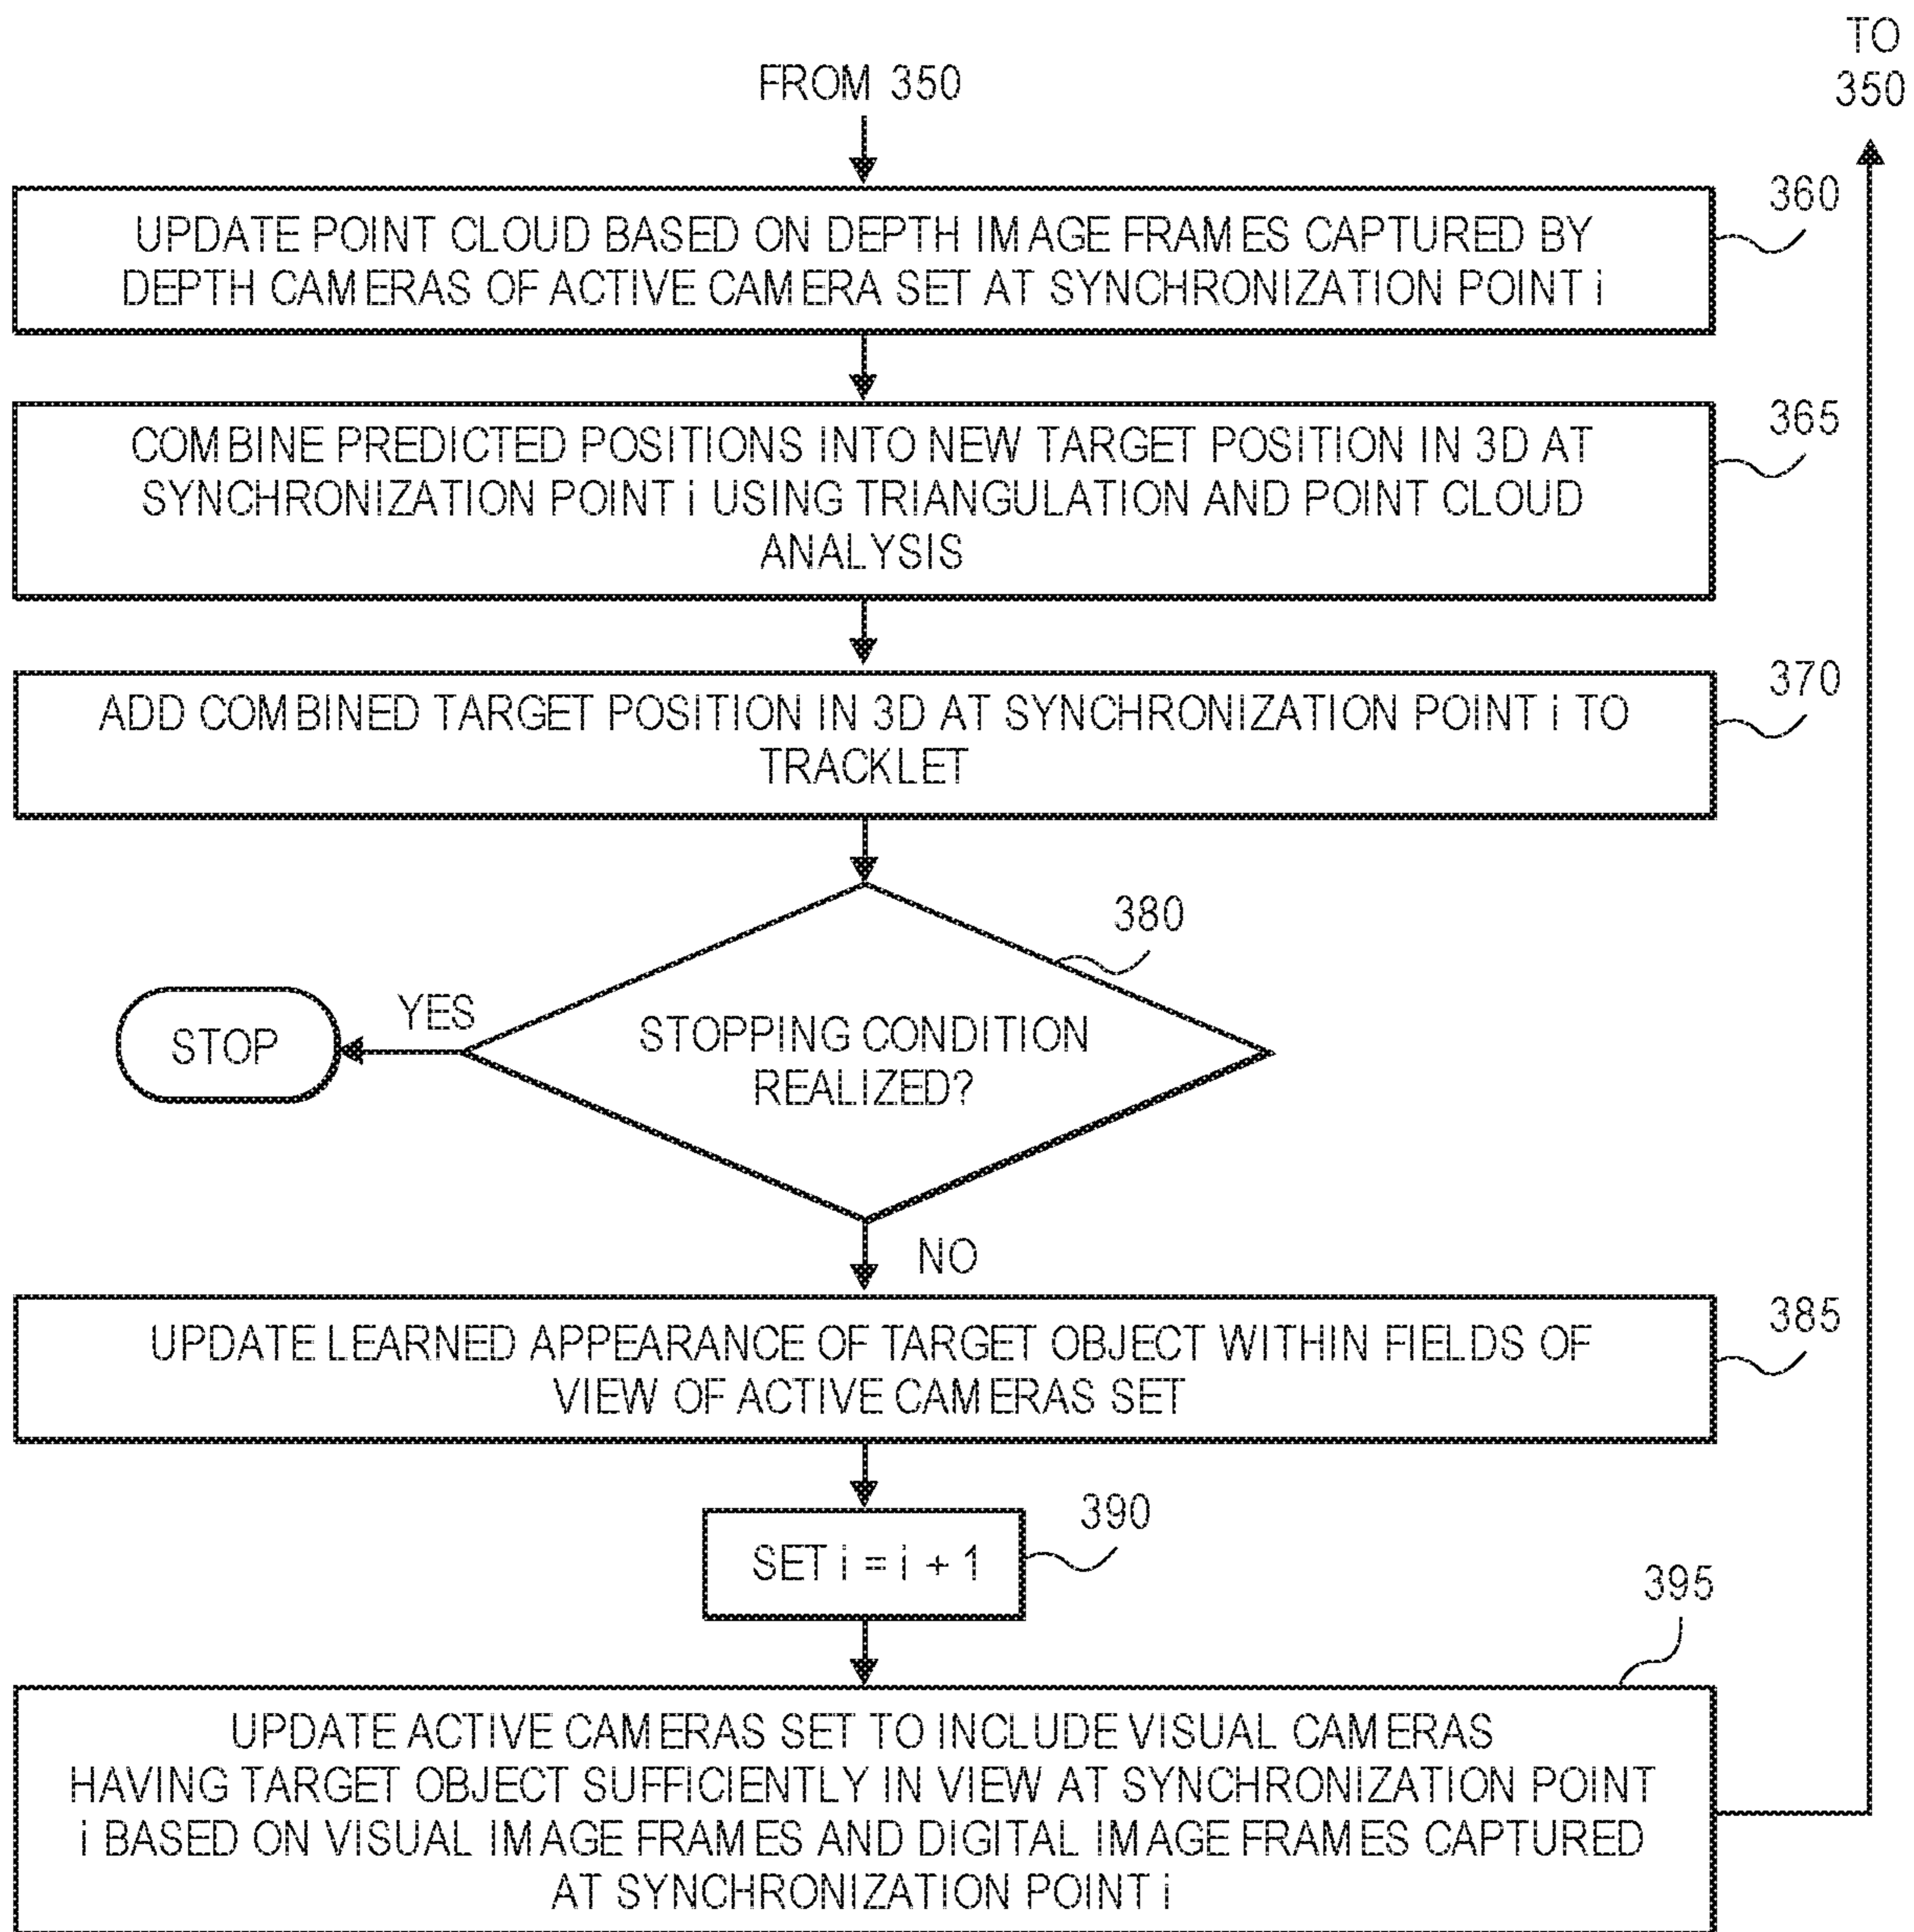 TO
350
FROM 350
360
UPDATE POINT CLOUD BASED ON DEPTH IMAGE FRAMES CAPTURED BY
DEPTH CAMERAS OF ACTIVE CAMERA SET AT SYNCHRONIZATION POINT i
365
COMBINE PREDICTED POSITIONS INTO NEW TARGET POSITION IN 3D AT
SYNCHRONIZATION POINT i USING TRIANGULATION AND POINT CLOUD
ANALYSIS
370
ADD COMBINED TARGET POSITION IN 3D AT SYNCHRONIZATION POINT i TO
TRACKLET
380
YES
STOP
STOPPING CONDITION
REALIZED?
NO
385
UPDATE LEARNED APPEARANCE OF TARGET OBJECT WITHIN FIELDS OF
VIEW OF ACTIVE CAMERAS SET
390
SET i = i + 1
395
UPDATE ACTIVE CAMERAS SET TO INCLUDE VISUAL CAMERAS
HAVING TARGET OBJECT SUFFICIENTLY IN VIEW AT SYNCHRONIZATION POINT
i BASED ON VISUAL IMAGE FRAMES AND DIGITAL IMAGE FRAMES CAPTURED
AT SYNCHRONIZATION POINT i